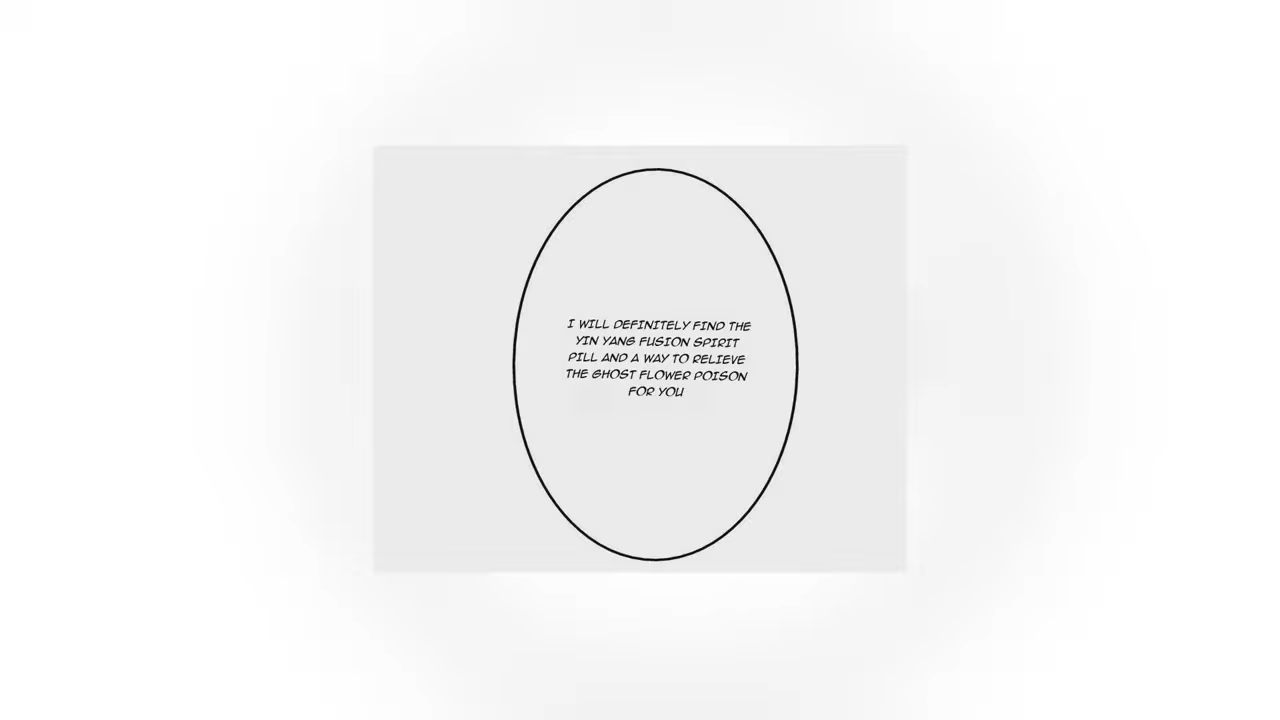 I WILL DEFINITELY FIND THE
YIN YANG FUSION SPIRIT
PILL AND A WAY TO RELIEVE
THE GHOST FLOWER POISON
FOR YOU